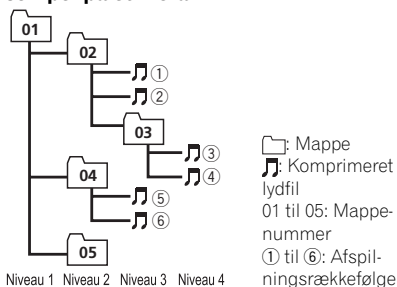 01
02
①
②
03
③
④
04
⑤
⑥
05
Niveau 1 Niveau 2 Niveau 3 Niveau 4
: Mappe
: Komprimeret
lydfil
01 til 05: Mappe-
nummer
① til ⑥: Afspil-
ningsrækkefølge